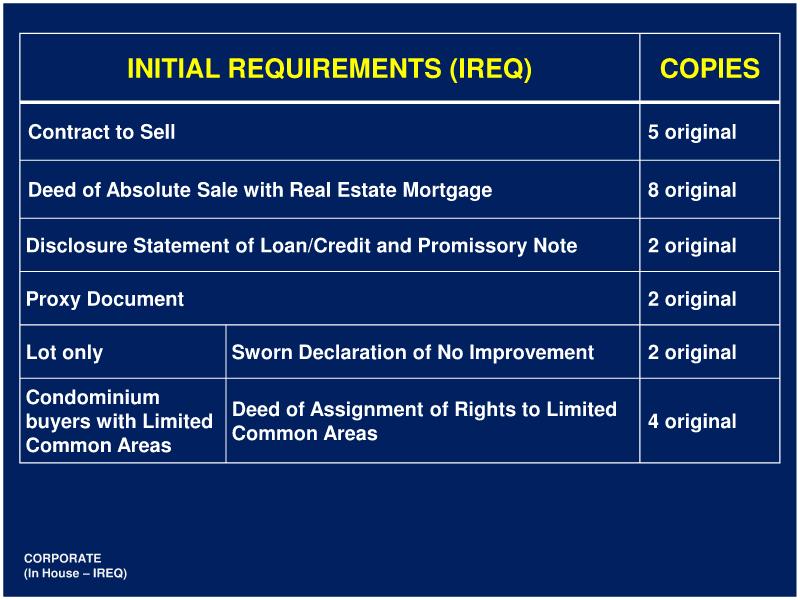 INITIAL REQUIREMENTS (IREQ) COPIES
Contract to Sell 5 original
Deed of Absolute Sale with Real Estate Mortgage 8 original
Disclosure Statement of Loan/Credit and Promissory Note 2 original
Proxy Document 2 original
Lot only Sworn Declaration of No Improvement 2 original
Condominium
buyers with Limited
Common Areas
Deed of Assignment of Rights to Limited
Common Areas
4 original
CORPORATE
(In House – IREQ)